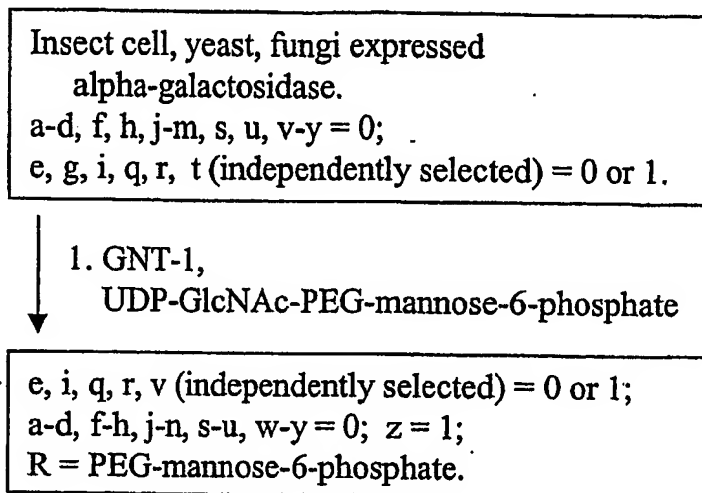 Insect cell, yeast, fungi expressed
alpha-galactosidase.
a-d, f, h, j-m, s, u, v-y = 0;
e, g, i, q, r, t (independently selected) = 0 or 1.
1. GNT-1,
UDP-GlcNAc-PEG-mannose-6-phosphate
e, i, q, r, v (independently selected) = 0 or 1;
a-d, f-h, j-n, s-u, w-y = 0; z = 1;
R = PEG-mannose-6-phosphate.